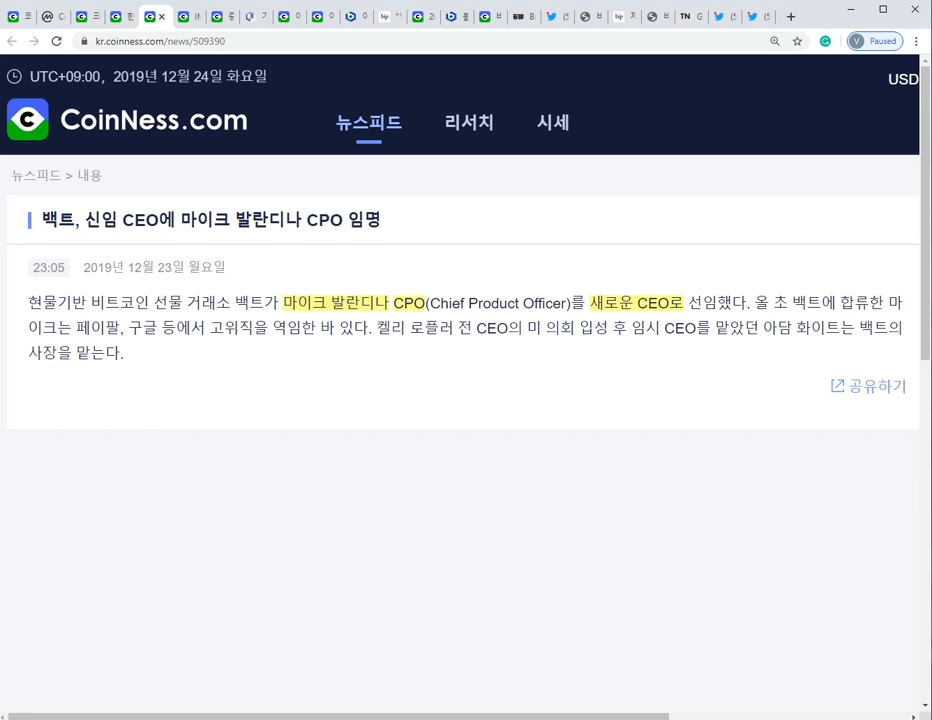 kr.coinness.com/news/509390
Paused
UTC+09:00, 2019년 12월 24일 화요일
USD
CoinNess.com
뉴스피드 리서치 시세
뉴스피드 > 내용
백트, 신임 CEO에 마이크 발란디나 CPO 임명
23:05 2019년 12월 23일 월요일
현물기반 비트코인 선물 거래소 백트가 마이크 발란디나 CPO(Chief Product Officer)를 새로운 CEO로 선임했다. 올 초 백트에 합류한 마
이크는 페이팔, 구글 등에서 고위직을 역임한 바 있다. 켈리 로플러 전 CEO의 미 의회 입성 후 임시 CEO를 맡았던 아담 화이트는 백트의
사장을 맡는다.
공유하기